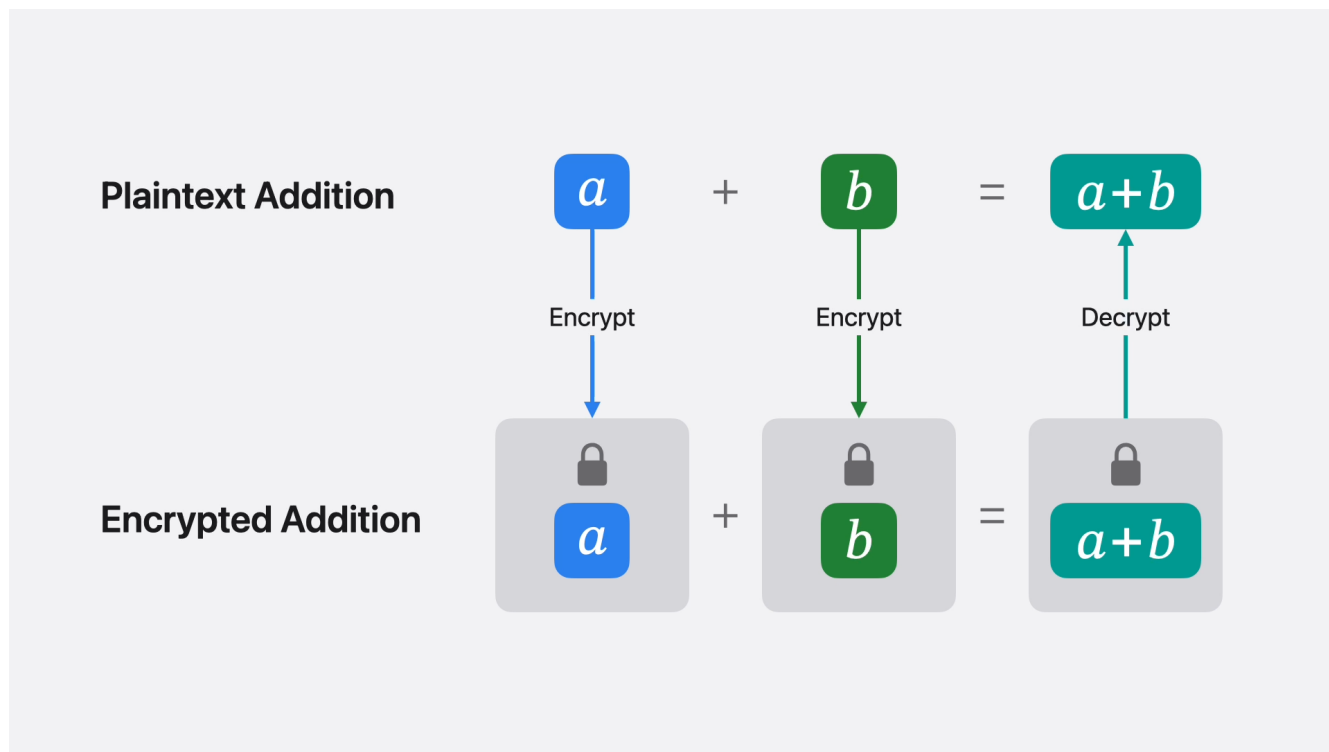 Plaintext Addition a + b = a+b
Encrypt Encrypt Decrypt
Encrypted Addition a + b = a+b